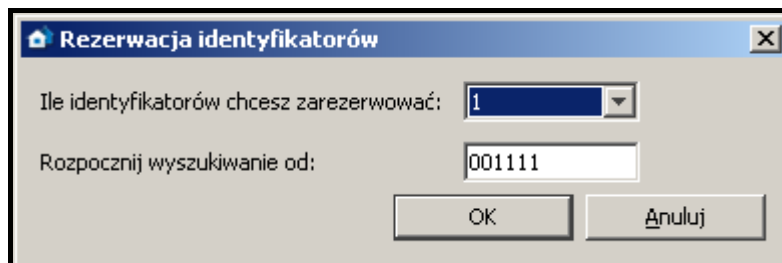 Rezerwacja identyfikatorów
Ile identyfikatorów chcesz zarezerwować: 1
Rozpocznij wyszukiwanie od: 001111
OK Anuluj